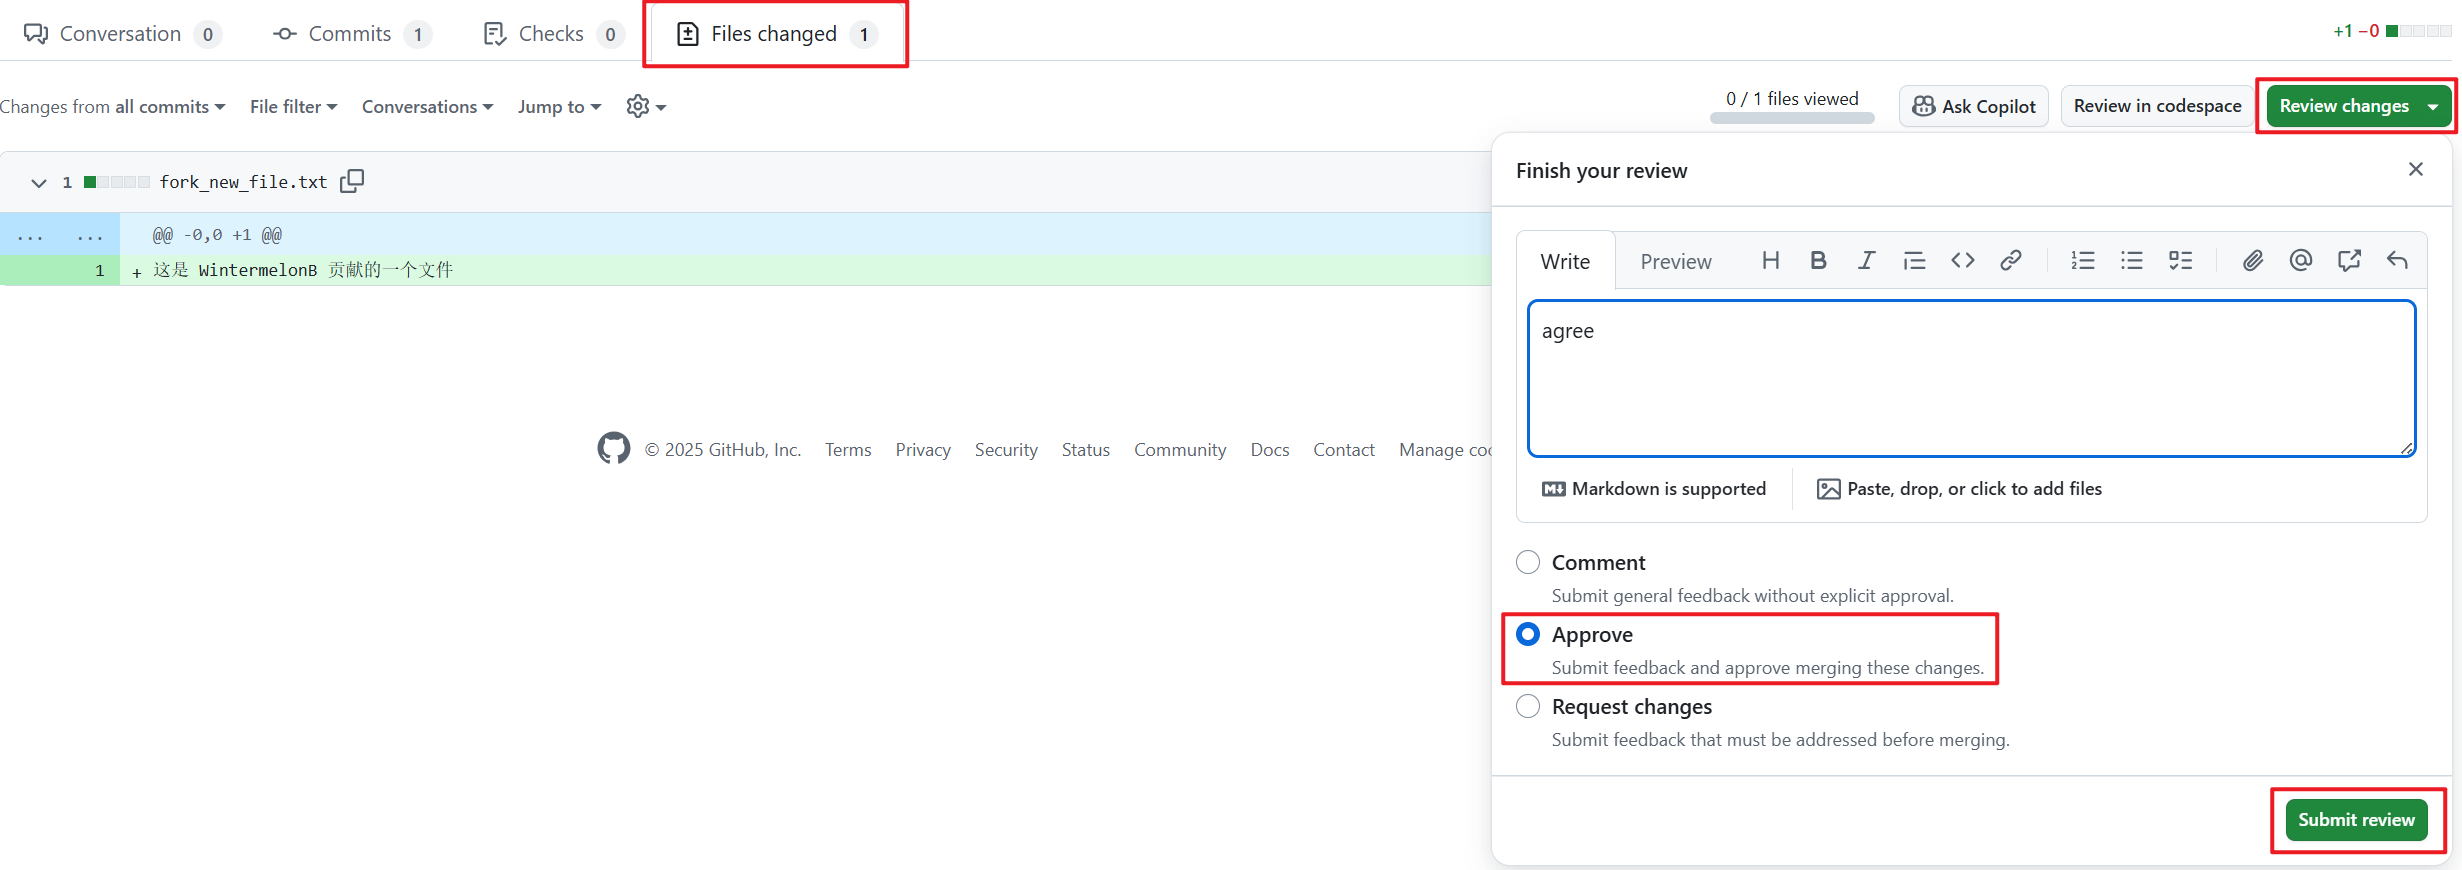 Conversation 0 Commits 1 Checks 0 Files changed 1 +1 −0
Changes from all commits File filter Conversations Jump to 0 / 1 files viewed Ask Copilot Review in codespace Review changes
1 fork_new_file.txt
... ... @@ -0,0 +1 @@
1 + 这是 WintermelonB 贡献的一个文件
© 2025 GitHub, Inc. Terms Privacy Security Status Community Docs Contact Manage coo
Finish your review
Write Preview
agree
Markdown is supported Paste, drop, or click to add files
Comment
Submit general feedback without explicit approval.
Approve
Submit feedback and approve merging these changes.
Request changes
Submit feedback that must be addressed before merging.
Submit review